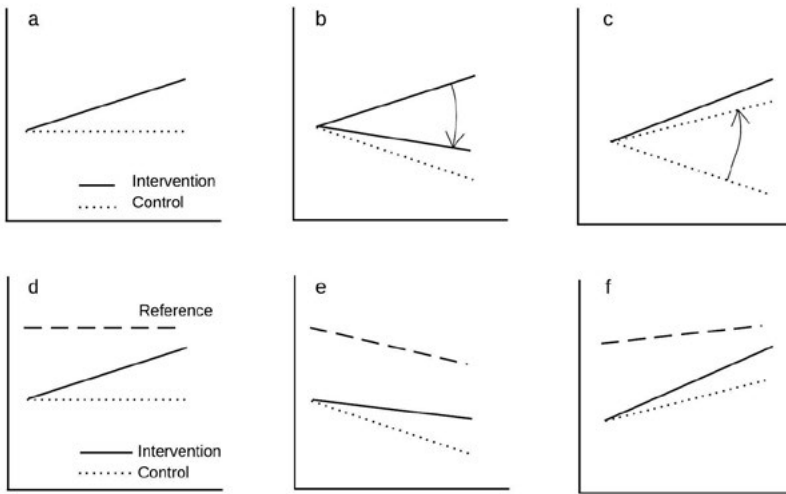 a
b
c
Intervention
Control
d
e
f
Reference
Intervention
Control